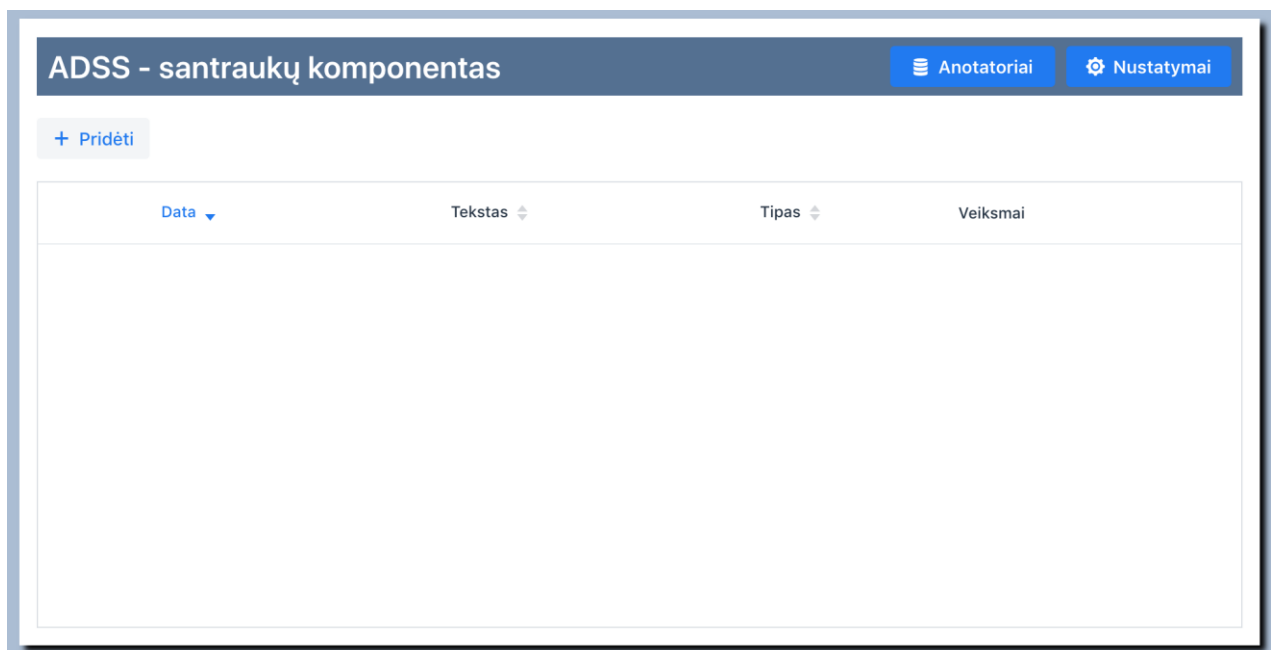 ADSS - santraukų komponentas
Anotatoriai
Nustatymai
+ Pridėti
Data
Tekstas
Tipas
Veiksmai